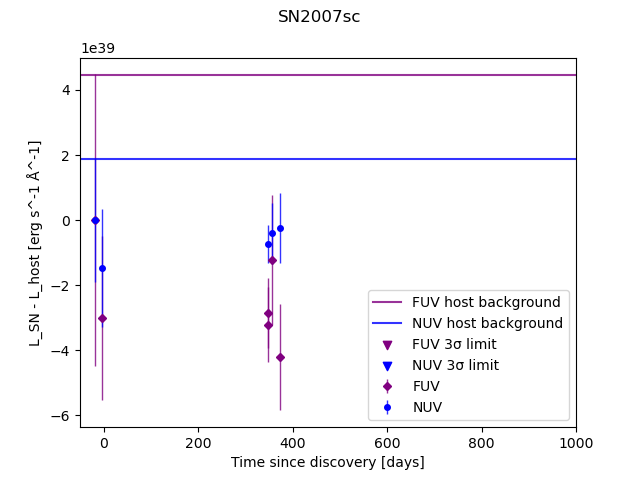 SN2007sc
1e39
4
2
0
−2
−4
−6
L_SN - L_host [erg s^-1 Å^-1]
FUV host background
NUV host background
FUV 3σ limit
NUV 3σ limit
FUV
NUV
0 200 400 600 800 1000
Time since discovery [days]